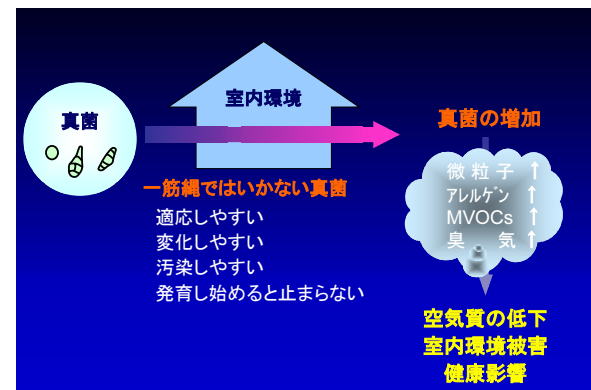 真菌
室内環境
一筋縄ではいかない真菌
適応しやすい
変化しやすい
汚染しやすい
発育し始めると止まらない
真菌の増加
微 粒 子 ↑
アレルゲン ↑
MVOCs ↑
臭 気 ↑
空気質の低下
室内環境被害
健康影響